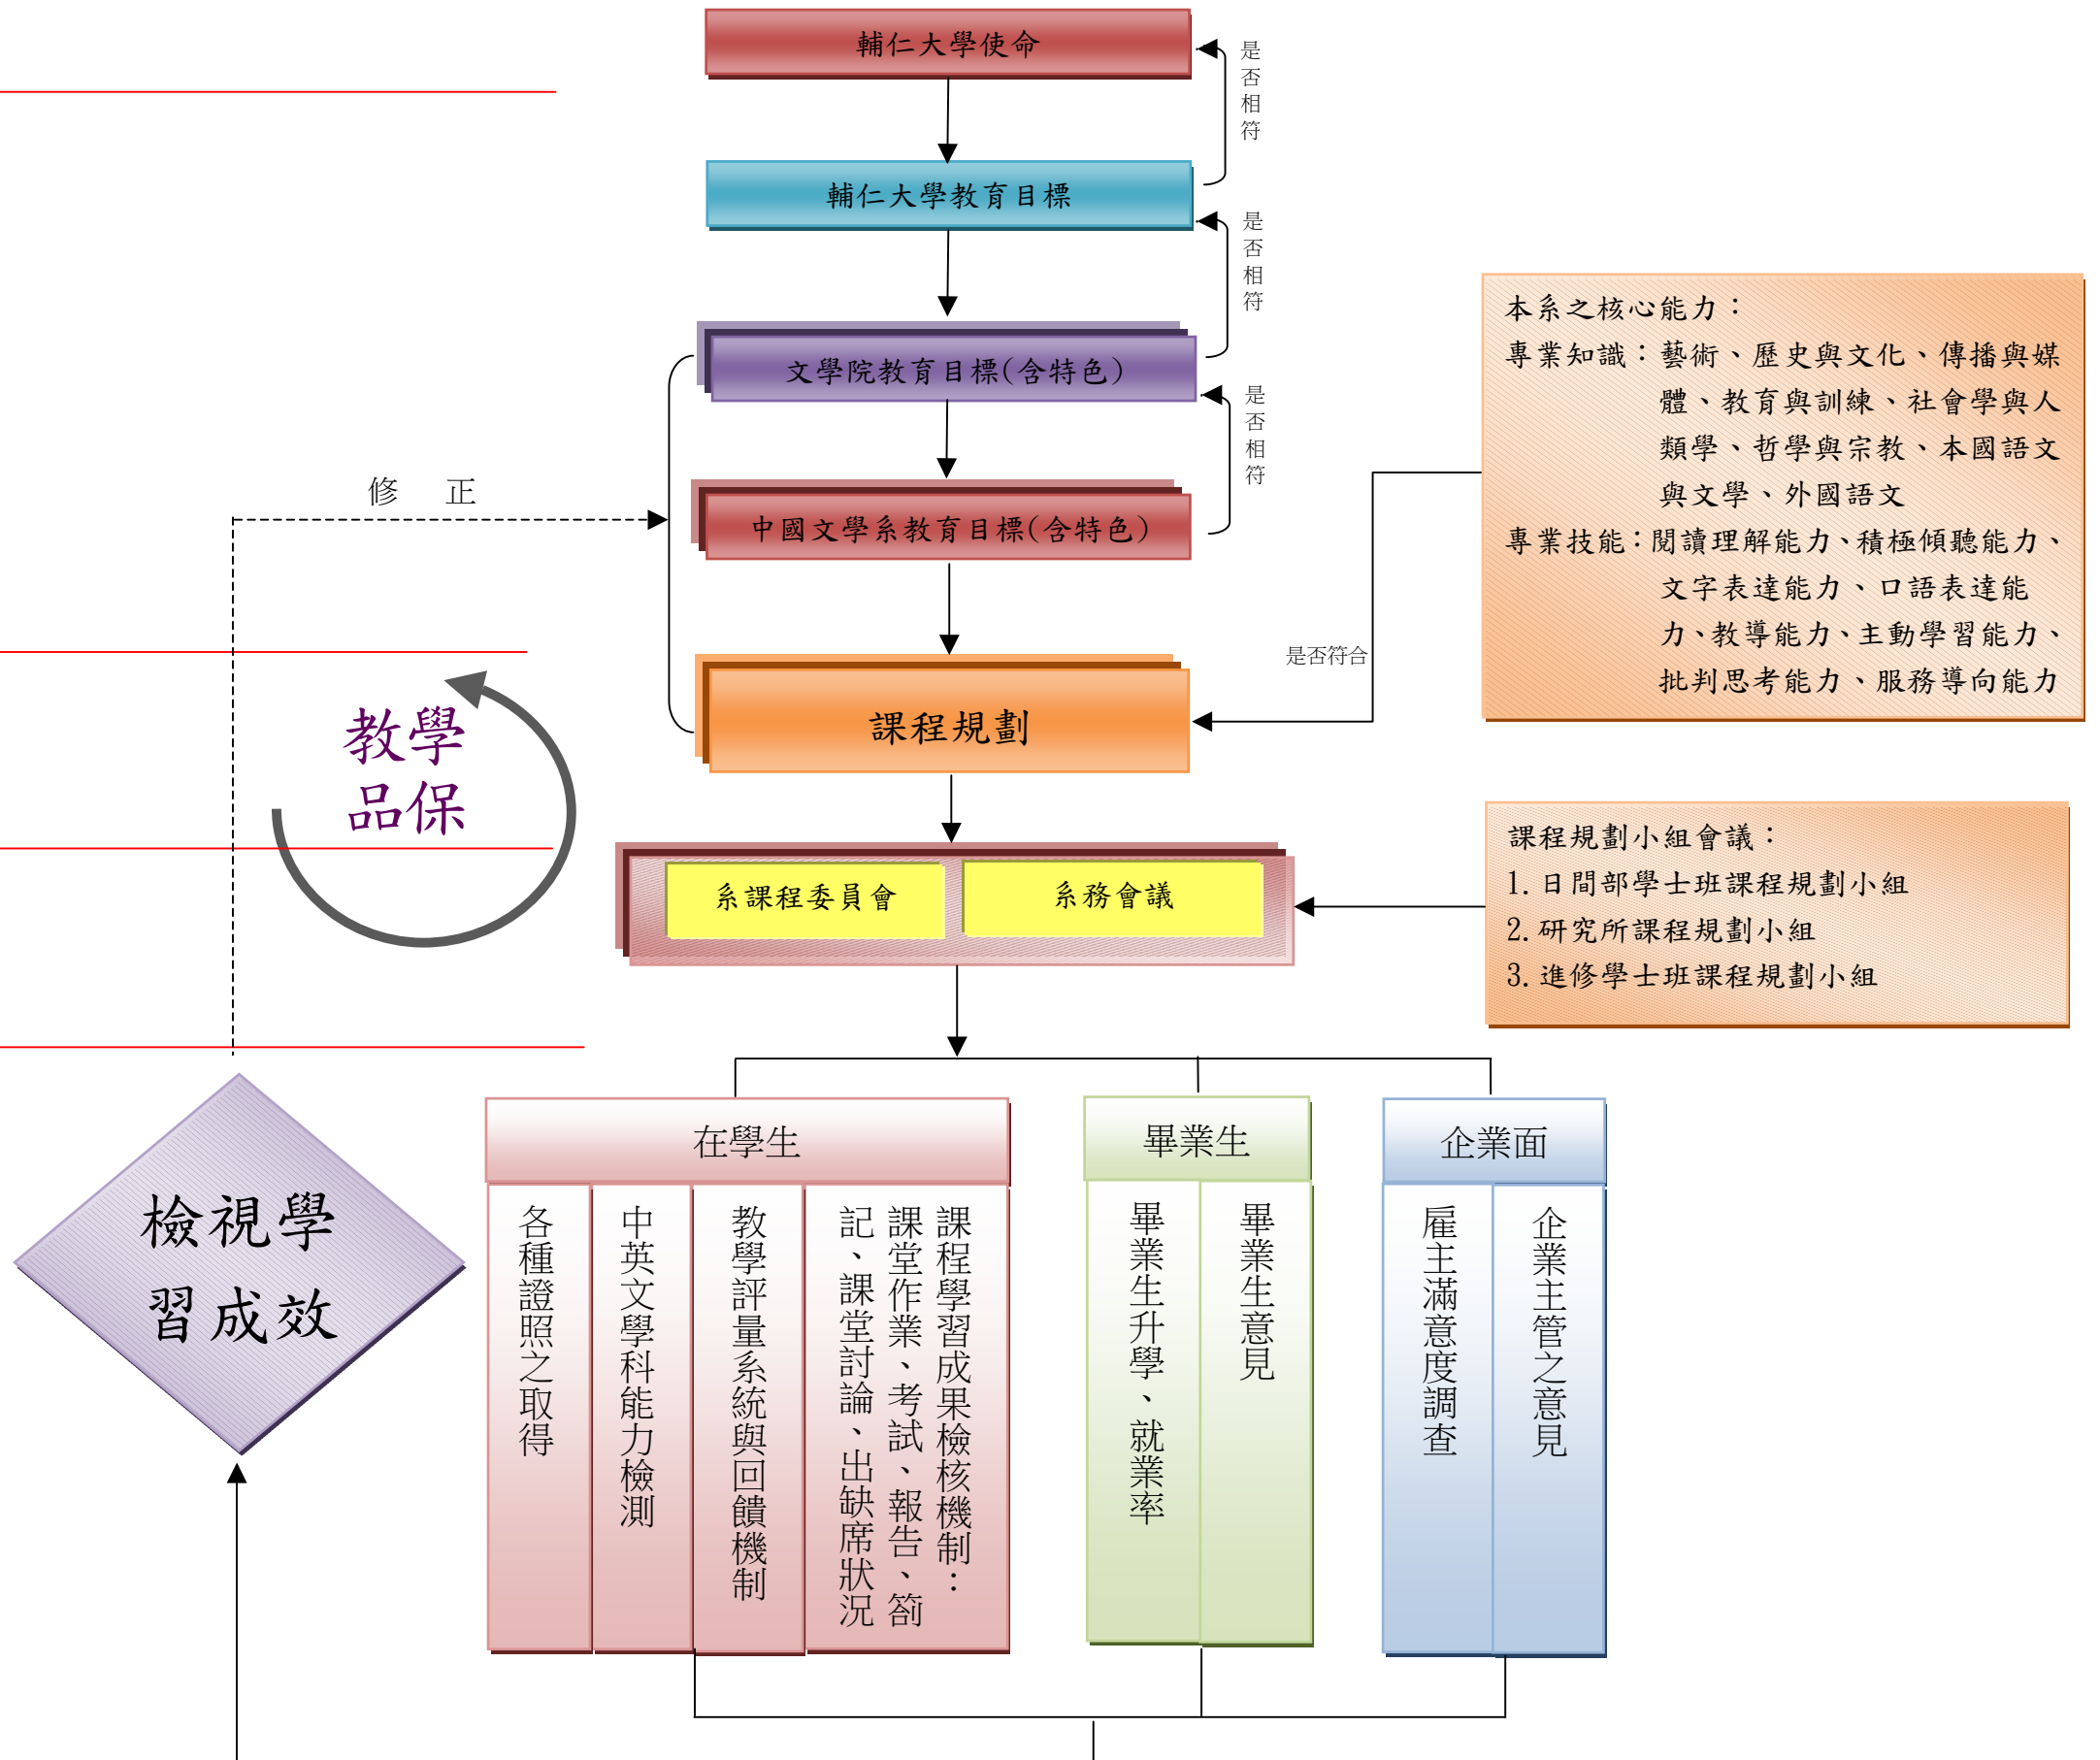 輔仁大學使命
是否相符
輔仁大學教育目標
是否相符
文學院教育目標(含特色)
是否相符
中國文學系教育目標(含特色)
修 正
本系之核心能力：
專業知識：藝術、歷史與文化、傳播與媒
體、教育與訓練、社會學與人
類學、哲學與宗教、本國語文
與文學、外國語文
專業技能：閱讀理解能力、積極傾聽能力、
文字表達能力、口語表達能
力、教導能力、主動學習能力、
批判思考能力、服務導向能力
是否符合
課程規劃
教學
品保
系課程委員會
系務會議
課程規劃小組會議：
1.日間部學士班課程規劃小組
2.研究所課程規劃小組
3.進修學士班課程規劃小組
檢視學
習成效
在學生
各種證照之取得
中英文學科能力檢測
教學評量系統與回饋機制
課程學習成果檢核機制：
課堂作業、考試、報告、劄
記、課堂討論、出缺席狀況
畢業生
畢業生升學、就業率
畢業生意見
企業面
雇主滿意度調查
企業主管之意見